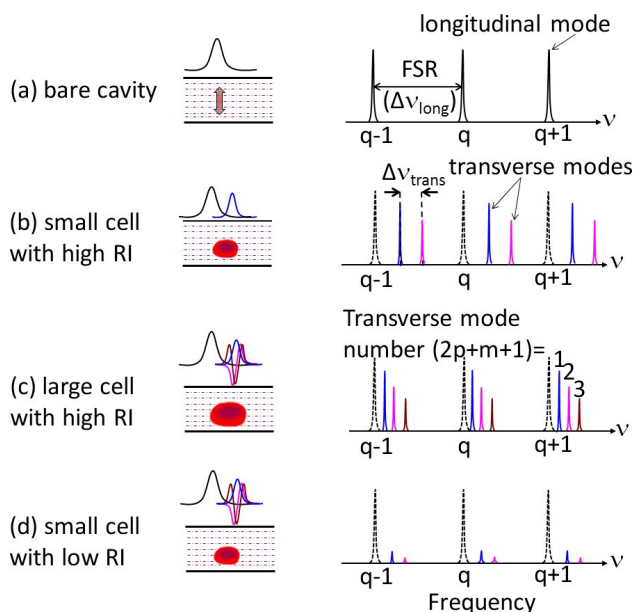 longitudinal mode
(a) bare cavity
FSR
(Δν_long)
ν
q-1 q q+1
Δν_trans
transverse modes
(b) small cell
with high RI
ν
q-1 q q+1
Transverse mode
number (2p+m+1)=
1
2
3
(c) large cell
with high RI
ν
q-1 q q+1
(d) small cell
with low RI
ν
q-1 q q+1
Frequency